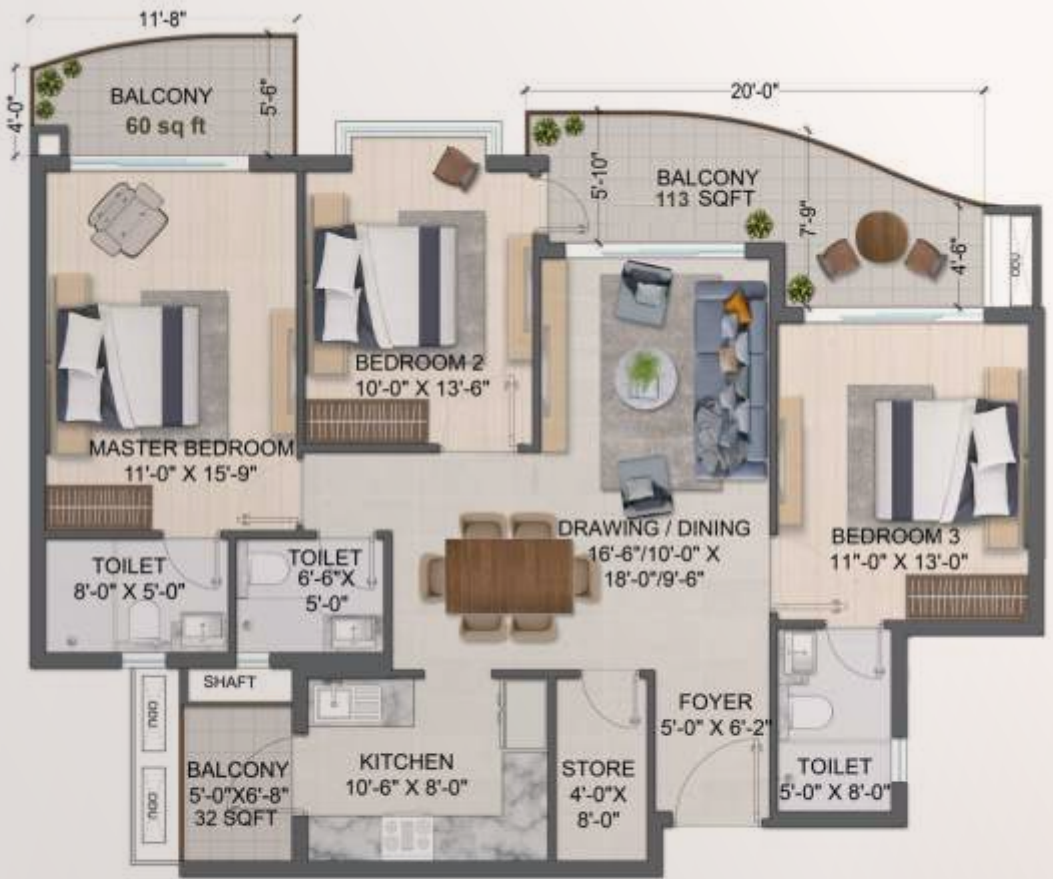 11'-8"
4'-0"
5'-6"
BALCONY
60 sq ft
20'-0"
5'-10"
BALCONY
113 SQFT
7'-9"
4'-6"
ODU
BEDROOM 2
10'-0" X 13'-6"
MASTER BEDROOM
11'-0" X 15'-9"
DRAWING / DINING
16'-6"/10'-0" X
18'-0"/9'-6"
BEDROOM 3
11"-0" X 13'-0"
TOILET
8'-0" X 5'-0"
TOILET
6'-6"X
5'-0"
SHAFT
ODU
ODU
BALCONY
5'-0"X6'-8"
32 SQFT
KITCHEN
10'-6" X 8'-0"
STORE
4'-0"X
8'-0"
FOYER
5'-0" X 6'-2"
TOILET
5'-0" X 8'-0"